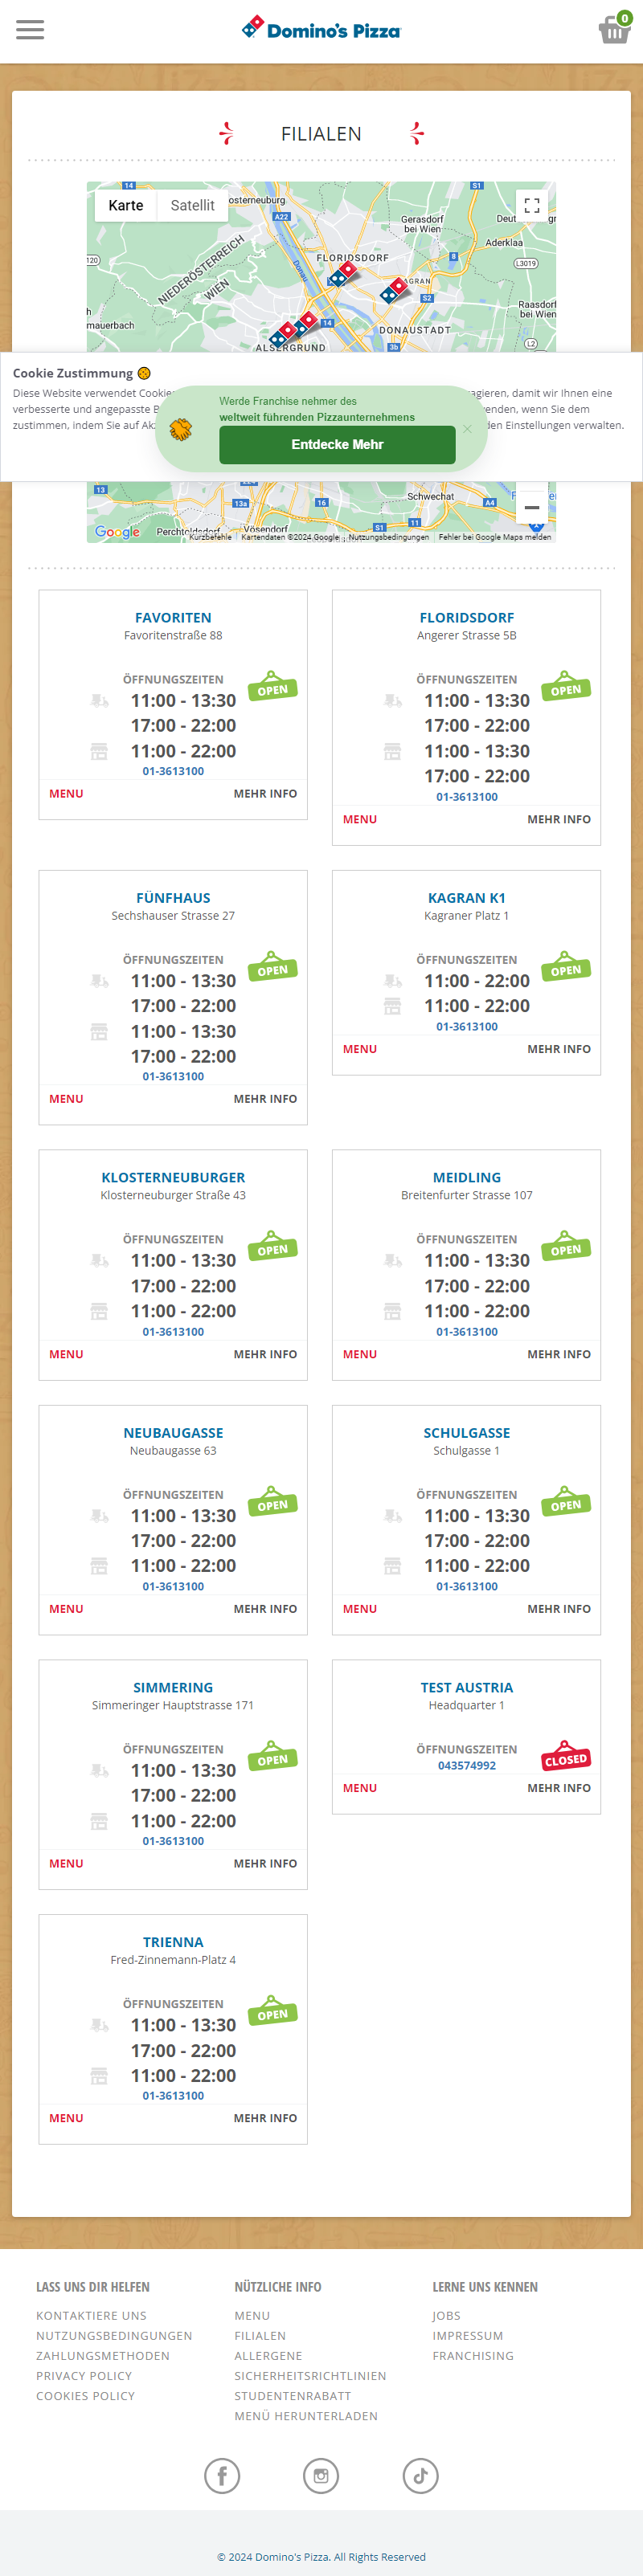 Domino's Pizza
0
FILIALEN
Karte
Satellit
osterneuburg
Gerasdorf
bei Wien
Aderklaa
FLORIDSDORF
NIEDERÖSTERREICH
WIEN
Raasdorf
bei Wien
mauerbach
DONAUSTADT
ALSERGRUND
Cookie Zustimmung
Diese Website verwendet Cookies
agieren, damit wir Ihnen eine
verbesserte und angepasste
wenden, wenn Sie dem
zustimmen, indem Sie auf
den Einstellungen verwalten.
Werde Franchise nehmer des
weltweit führenden Pizzaunternehmens
Entdecke Mehr
Schwechat
Vösendorf
Google
Kurzbefehle
Kartendaten ©2024 Google
Nutzungsbedingungen
Fehler bei Google Maps melden
FAVORITEN
Favoritenstraße 88
ÖFFNUNGSZEITEN
OPEN
11:00 - 13:30
17:00 - 22:00
11:00 - 22:00
01-3613100
MENU
MEHR INFO
FLORIDSDORF
Angerer Strasse 5B
ÖFFNUNGSZEITEN
OPEN
11:00 - 13:30
17:00 - 22:00
11:00 - 13:30
17:00 - 22:00
01-3613100
MENU
MEHR INFO
FÜNFHAUS
Sechshauser Strasse 27
ÖFFNUNGSZEITEN
OPEN
11:00 - 13:30
17:00 - 22:00
11:00 - 13:30
17:00 - 22:00
01-3613100
MENU
MEHR INFO
KAGRAN K1
Kagraner Platz 1
ÖFFNUNGSZEITEN
OPEN
11:00 - 22:00
11:00 - 22:00
01-3613100
MENU
MEHR INFO
KLOSTERNEUBURGER
Klosterneuburger Straße 43
ÖFFNUNGSZEITEN
OPEN
11:00 - 13:30
17:00 - 22:00
11:00 - 22:00
01-3613100
MENU
MEHR INFO
MEIDLING
Breitenfurter Strasse 107
ÖFFNUNGSZEITEN
OPEN
11:00 - 13:30
17:00 - 22:00
11:00 - 22:00
01-3613100
MENU
MEHR INFO
NEUBAUGASSE
Neubaugasse 63
ÖFFNUNGSZEITEN
OPEN
11:00 - 13:30
17:00 - 22:00
11:00 - 22:00
01-3613100
MENU
MEHR INFO
SCHULGASSE
Schulgasse 1
ÖFFNUNGSZEITEN
OPEN
11:00 - 13:30
17:00 - 22:00
11:00 - 22:00
01-3613100
MENU
MEHR INFO
SIMMERING
Simmeringer Hauptstrasse 171
ÖFFNUNGSZEITEN
OPEN
11:00 - 13:30
17:00 - 22:00
11:00 - 22:00
01-3613100
MENU
MEHR INFO
TEST AUSTRIA
Headquarter 1
ÖFFNUNGSZEITEN
CLOSED
043574992
MENU
MEHR INFO
TRIENNA
Fred-Zinnemann-Platz 4
ÖFFNUNGSZEITEN
OPEN
11:00 - 13:30
17:00 - 22:00
11:00 - 22:00
01-3613100
MENU
MEHR INFO
LASS UNS DIR HELFEN
KONTAKTIERE UNS
NUTZUNGSBEDINGUNGEN
ZAHLUNGSMETHODEN
PRIVACY POLICY
COOKIES POLICY
NÜTZLICHE INFO
MENU
FILIALEN
ALLERGENE
SICHERHEITSRICHTLINIEN
STUDENTENRABATT
MENÜ HERUNTERLADEN
LERNE UNS KENNEN
JOBS
IMPRESSUM
FRANCHISING
© 2024 Domino's Pizza. All Rights Reserved